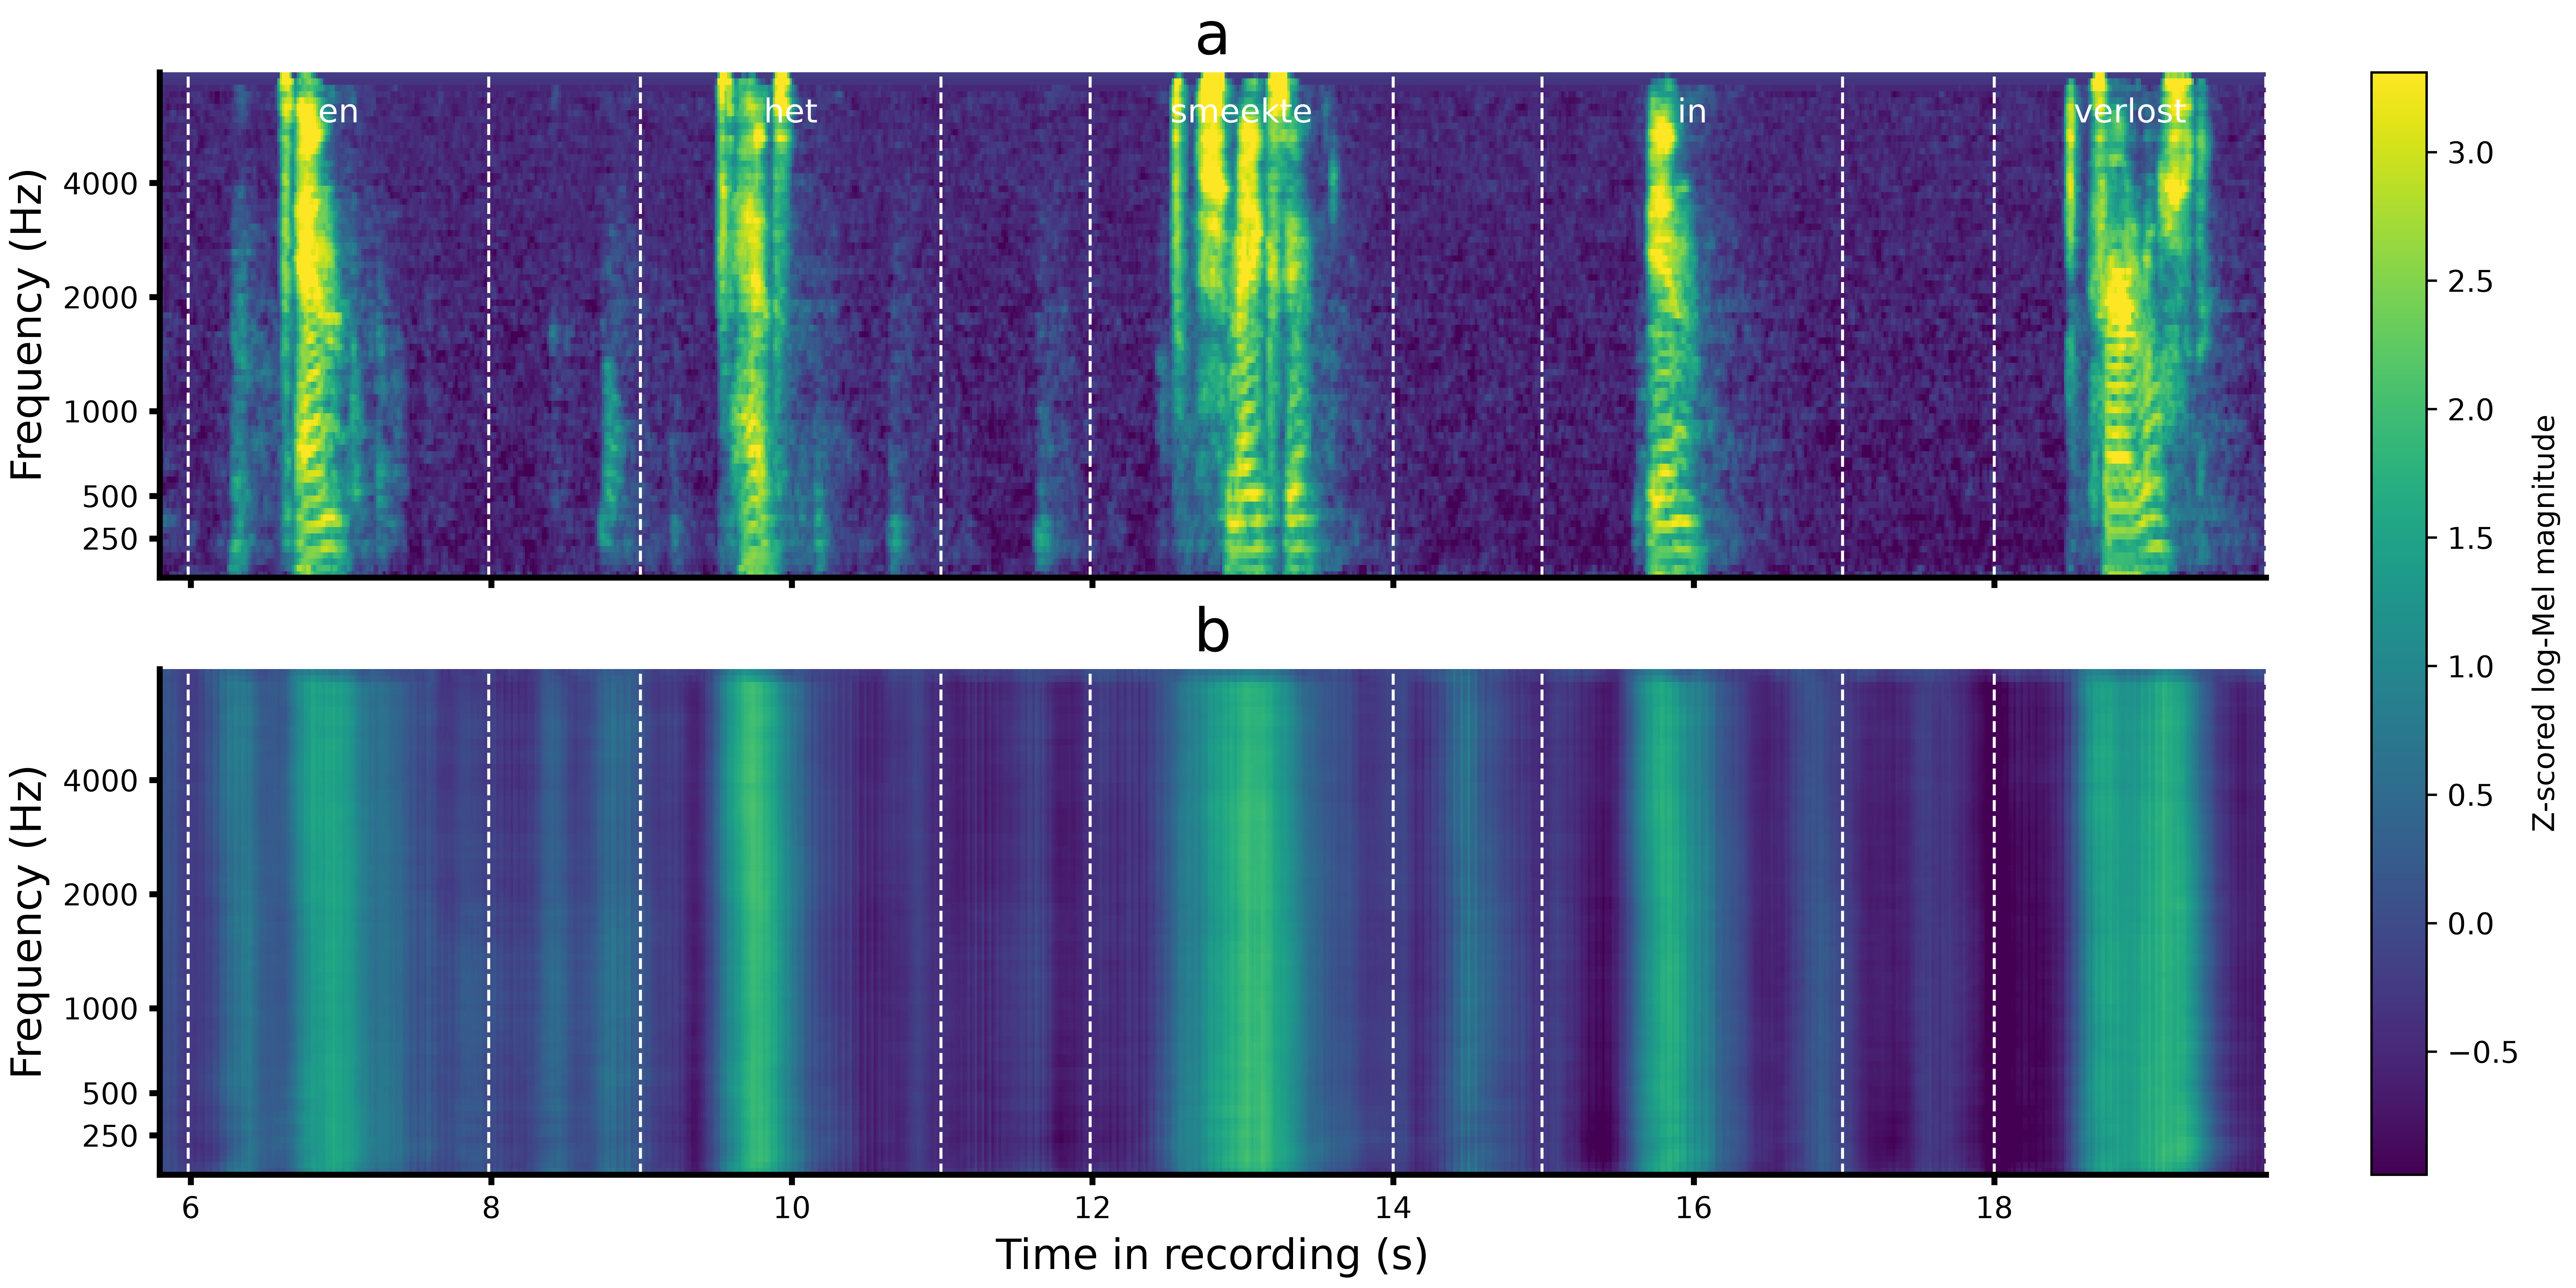 a
en het smeekte in verlost
Frequency (Hz)
4000
2000
1000
500
250
b
Frequency (Hz)
4000
2000
1000
500
250
6 8 10 12 14 16 18
Time in recording (s)
3.0
2.5
2.0
1.5
1.0
0.5
0.0
−0.5
Z-scored log-Mel magnitude